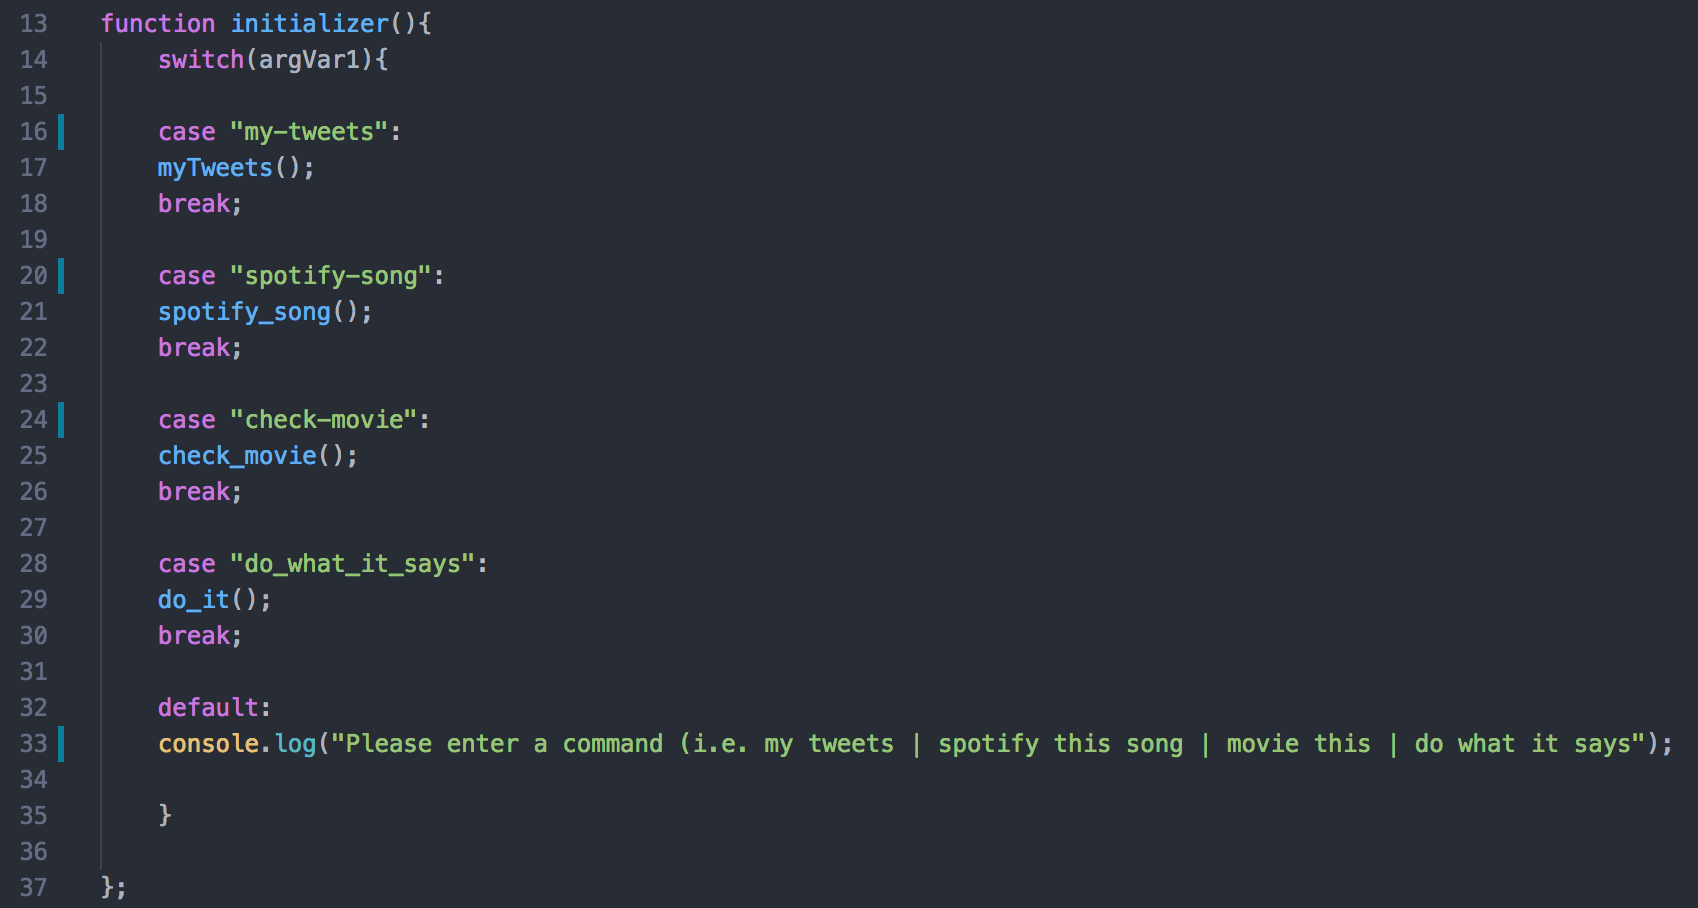 13 function initializer(){
14 switch(argVar1){
15
16 case "my-tweets":
17 myTweets();
18 break;
19
20 case "spotify-song":
21 spotify_song();
22 break;
23
24 case "check-movie":
25 check_movie();
26 break;
27
28 case "do_what_it_says":
29 do_it();
30 break;
31
32 default:
33 console.log("Please enter a command (i.e. my tweets | spotify this song | movie this | do what it says");
34
35 }
36
37 };